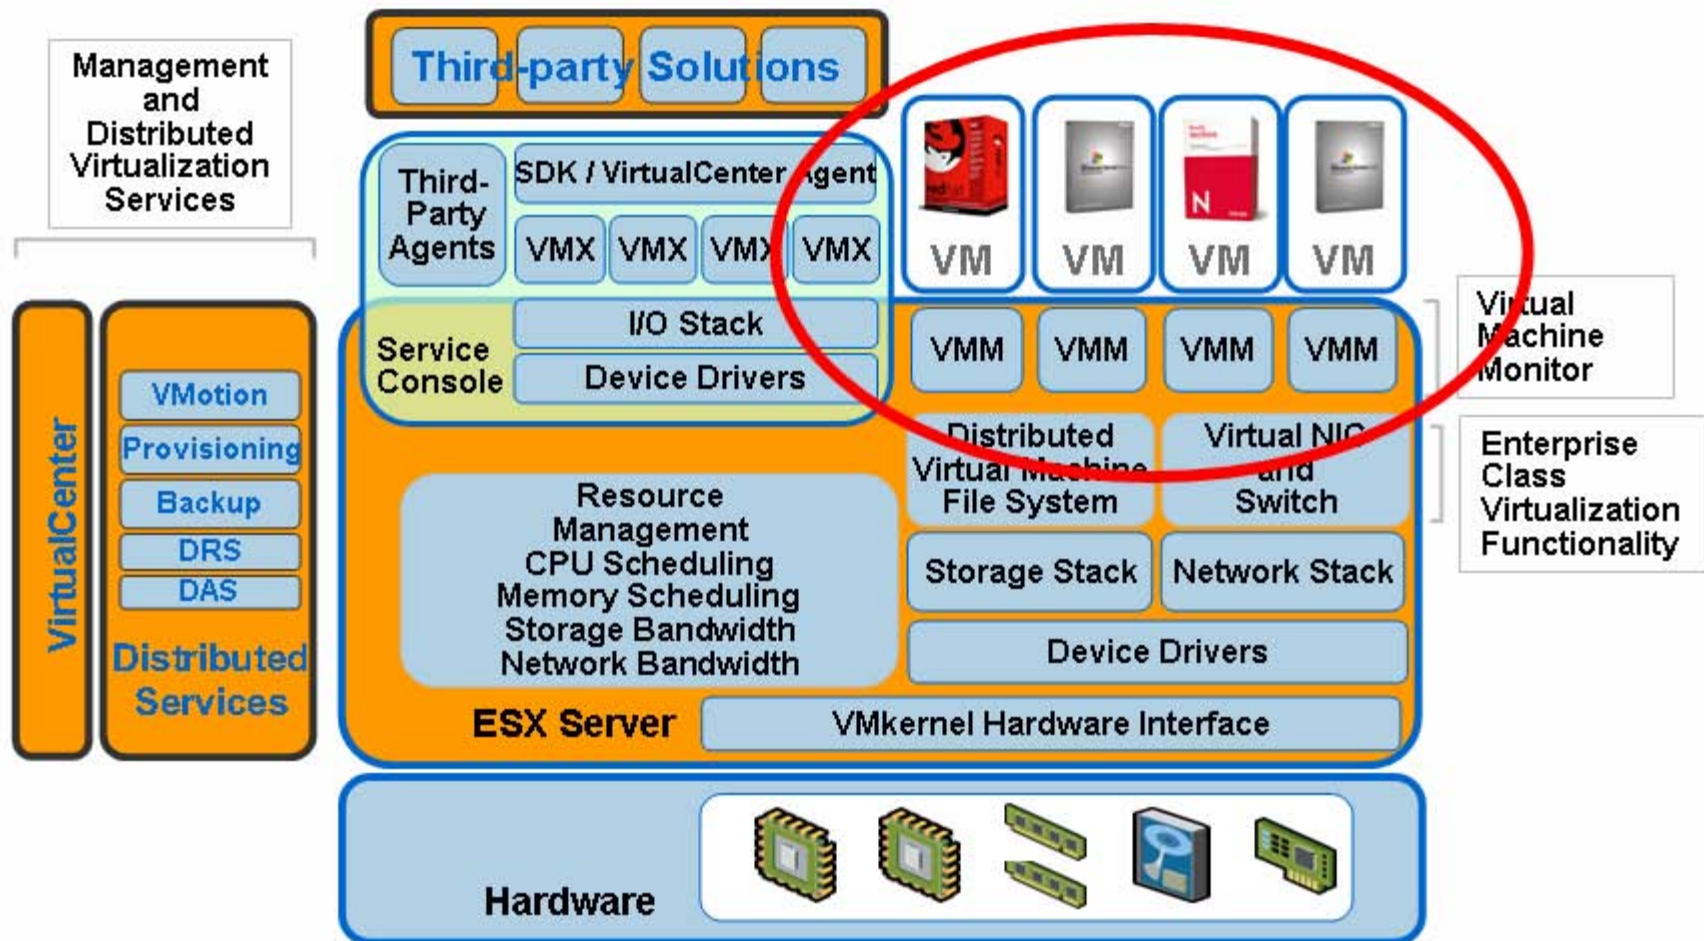 Management
and
Distributed
Virtualization
Services
Third-party Solutions
Third-
Party
Agents
SDK / VirtualCenter Agent
VMX VMX VMX VMX
redhat
N
VM VM VM VM
Service
Console
I/O Stack
Device Drivers
VMM VMM VMM VMM
Virtual
Machine
Monitor
VirtualCenter
VMotion
Provisioning
Backup
DRS
DAS
Distributed
Services
Resource
Management
CPU Scheduling
Memory Scheduling
Storage Bandwidth
Network Bandwidth
Distributed
Virtual Machine
File System
Virtual NIC
and
Switch
Enterprise
Class
Virtualization
Functionality
Storage Stack
Network Stack
Device Drivers
ESX Server
VMkernel Hardware Interface
Hardware